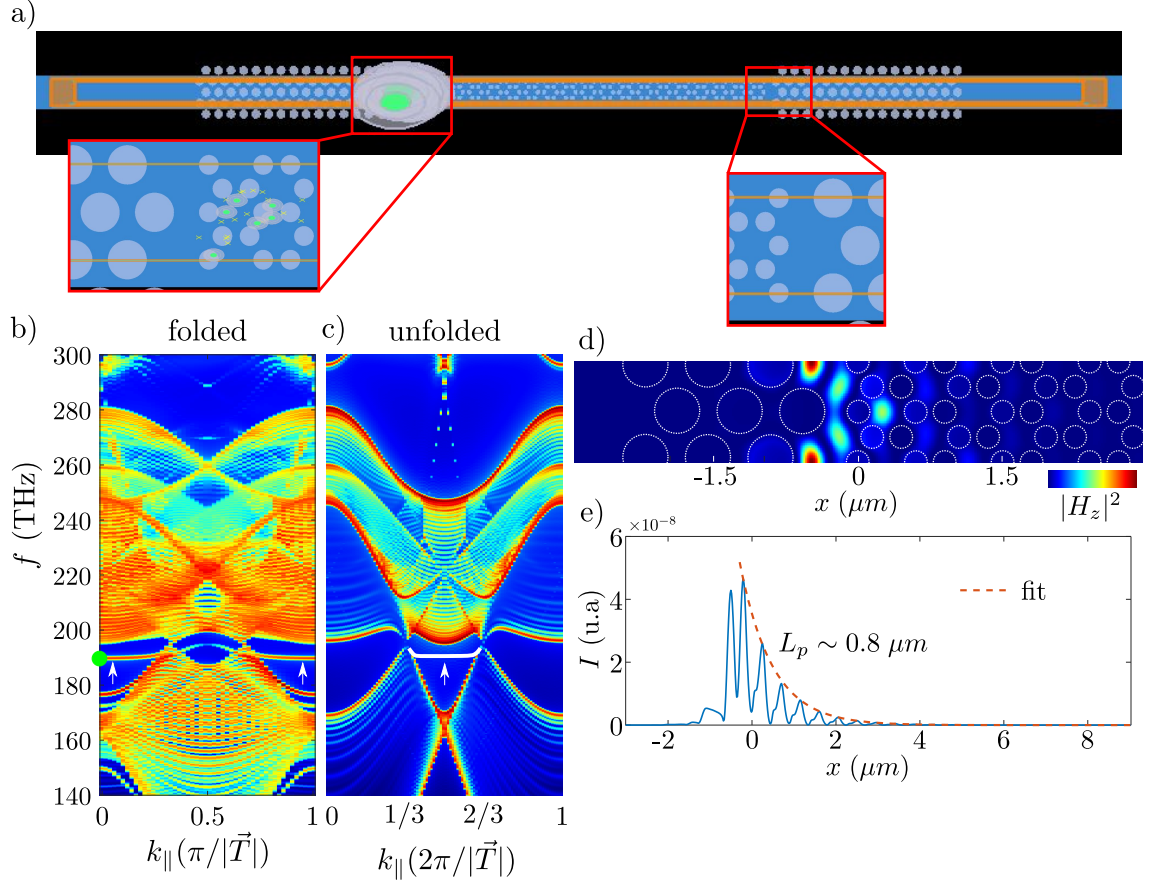 a)
b)
folded
c)
unfolded
d)
300
280
260
240
220
200
180
160
140
f (THz)
0
0.5
1
k∥(π/|T⃗|)
0
1/3
2/3
1
k∥(2π/|T⃗|)
-1.5
0
1.5
x (μm)
|H_z|²
e)
×10⁻⁸
6
4
2
0
I (u.a)
fit
L_p ∼ 0.8 μm
-2
0
2
4
6
8
x (μm)